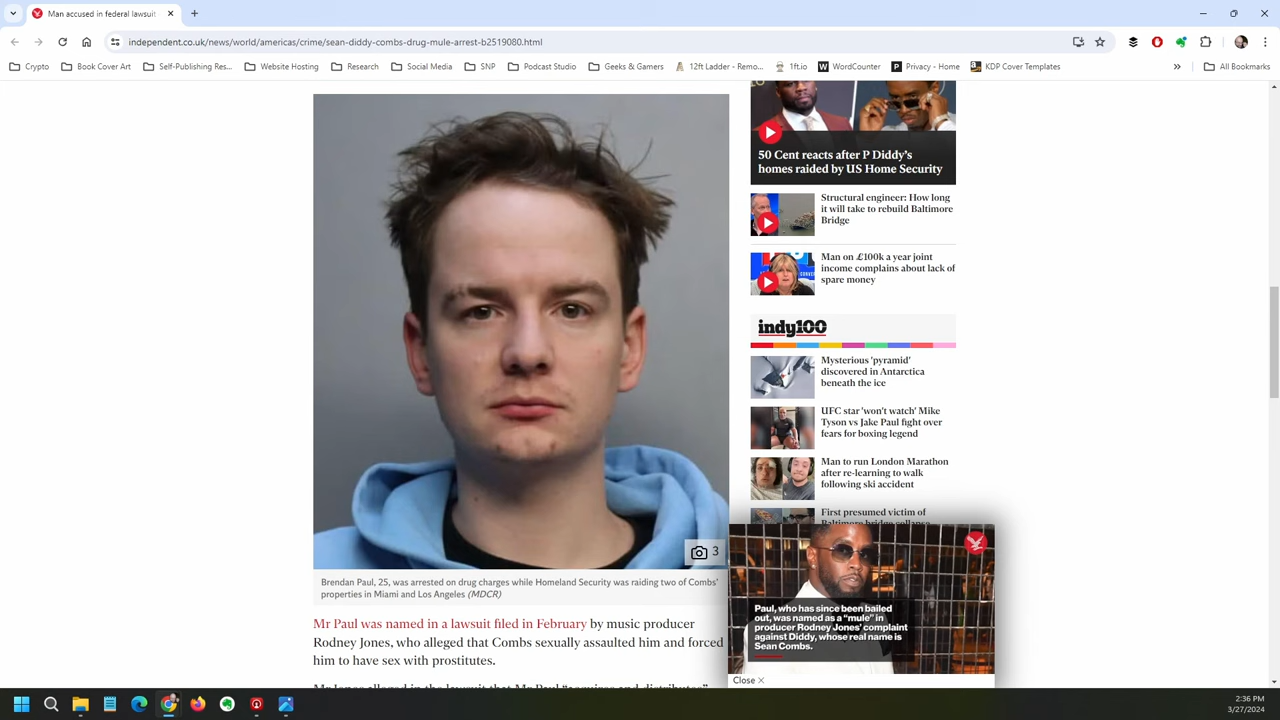 Man accused in federal lawsuit
independent.co.uk/news/world/americas/crime/sean-diddy-combs-drug-mule-arrest-b2519080.html
Crypto
Book Cover Art
Self-Publishing Res...
Website Hosting
Research
Social Media
SNP
Podcast Studio
Geeks & Gamers
12ft Ladder - Remo...
1ft.io
WordCounter
Privacy - Home
KDP Cover Templates
All Bookmarks
3
Brendan Paul, 25, was arrested on drug charges while Homeland Security was raiding two of Combs'
properties in Miami and Los Angeles (MDCR)
Mr Paul was named in a lawsuit filed in February by music producer
Rodney Jones, who alleged that Combs sexually assaulted him and forced
him to have sex with prostitutes.
50 Cent reacts after P Diddy's
homes raided by US Home Security
Structural engineer: How long
it will take to rebuild Baltimore
Bridge
Man on £100k a year joint
income complains about lack of
spare money
indy100
Mysterious 'pyramid'
discovered in Antarctica
beneath the ice
UFC star 'won't watch' Mike
Tyson vs Jake Paul fight over
fears for boxing legend
Man to run London Marathon
after re-learning to walk
following ski accident
First presumed victim of
Baltimore bridge collapse
Paul, who has since been bailed
out, was named as a “mule” in
producer Rodney Jones' complaint
against Diddy, whose real name is
Sean Combs.
Close
2:36 PM
3/27/2024